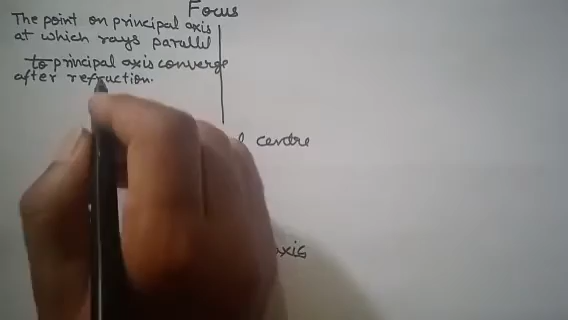 Focus
The point on principal axis
at which rays parallel
to principal axis converge
after refraction.
centre
axis